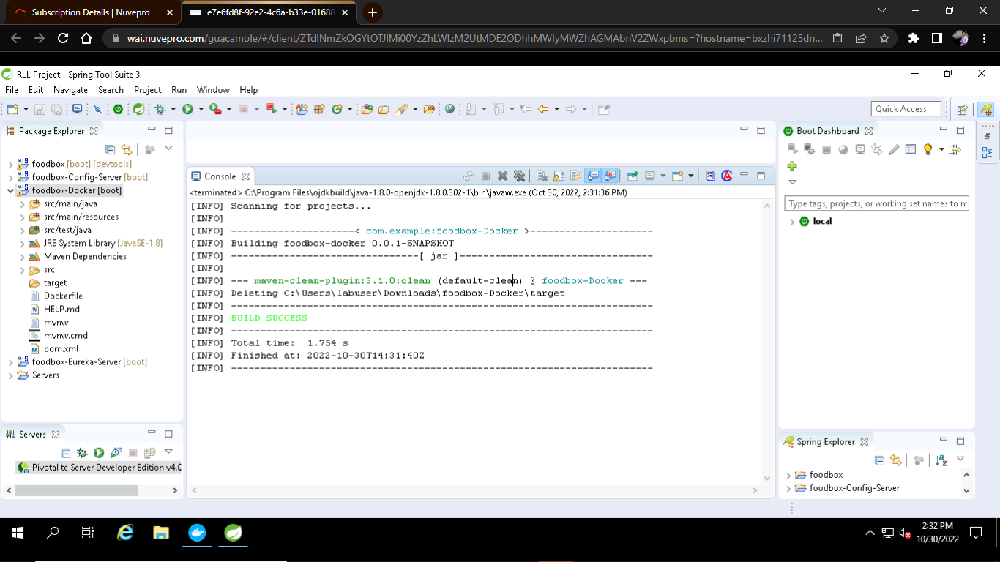 Subscription Details | Nuvepro
e7e6fd8f-92e2-4c6a-b33e-01688
wai.nuvepro.com/guacamole/#/client/ZTdlNmZkOGYtOTJlMi00YzZhLWIzM2UtMDE2ODhhMWIyMWZhAGMAbnV2ZWxpbms=?hostname=bxzhi71125dn...
RLL Project - Spring Tool Suite 3
File Edit Navigate Search Project Run Window Help
Quick Access
Package Explorer
foodbox [boot] [devtools]
foodbox-Config-Server [boot]
foodbox-Docker [boot]
src/main/java
src/main/resources
src/test/java
JRE System Library [JavaSE-1.8]
Maven Dependencies
src
target
Dockerfile
HELP.md
mvnw
mvnw.cmd
pom.xml
foodbox-Eureka-Server [boot]
Servers
Servers
Pivotal tc Server Developer Edition v4.0
Console
<terminated> C:\Program Files\ojdkbuild\java-1.8.0-openjdk-1.8.0.302-1\bin\javaw.exe (Oct 30, 2022, 2:31:36 PM)
[INFO] Scanning for projects...
[INFO]
[INFO] ---------------------< com.example:foodbox-Docker >---------------------
[INFO] Building foodbox-docker 0.0.1-SNAPSHOT
[INFO] --------------------------------[ jar ]---------------------------------
[INFO]
[INFO] --- maven-clean-plugin:3.1.0:clean (default-clean) @ foodbox-Docker ---
[INFO] Deleting C:\Users\labuser\Downloads\foodbox-Docker\target
[INFO] ------------------------------------------------------------------------
[INFO] BUILD SUCCESS
[INFO] ------------------------------------------------------------------------
[INFO] Total time:  1.754 s
[INFO] Finished at: 2022-10-30T14:31:40Z
[INFO] ------------------------------------------------------------------------
Boot Dashboard
Type tags, projects, or working set names to m
local
Spring Explorer
foodbox
foodbox-Config-Server
2:32 PM
10/30/2022